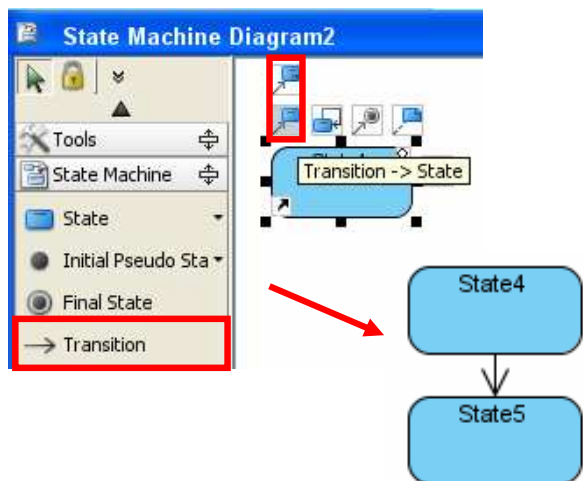 State Machine Diagram2
Tools
State Machine
State
Initial Pseudo Sta
Final State
Transition
Transition -> State
State4
State5